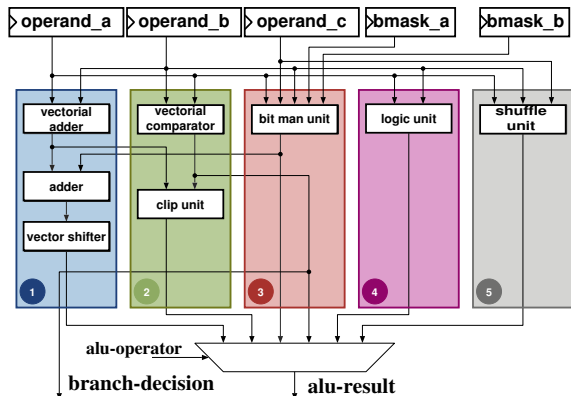 operand_a operand_b operand_c bmask_a bmask_b
vectorial adder
vectorial comparator
bit man unit
logic unit
shuffle unit
adder
clip unit
vector shifter
1 2 3 4 5
alu-operator
branch-decision
alu-result